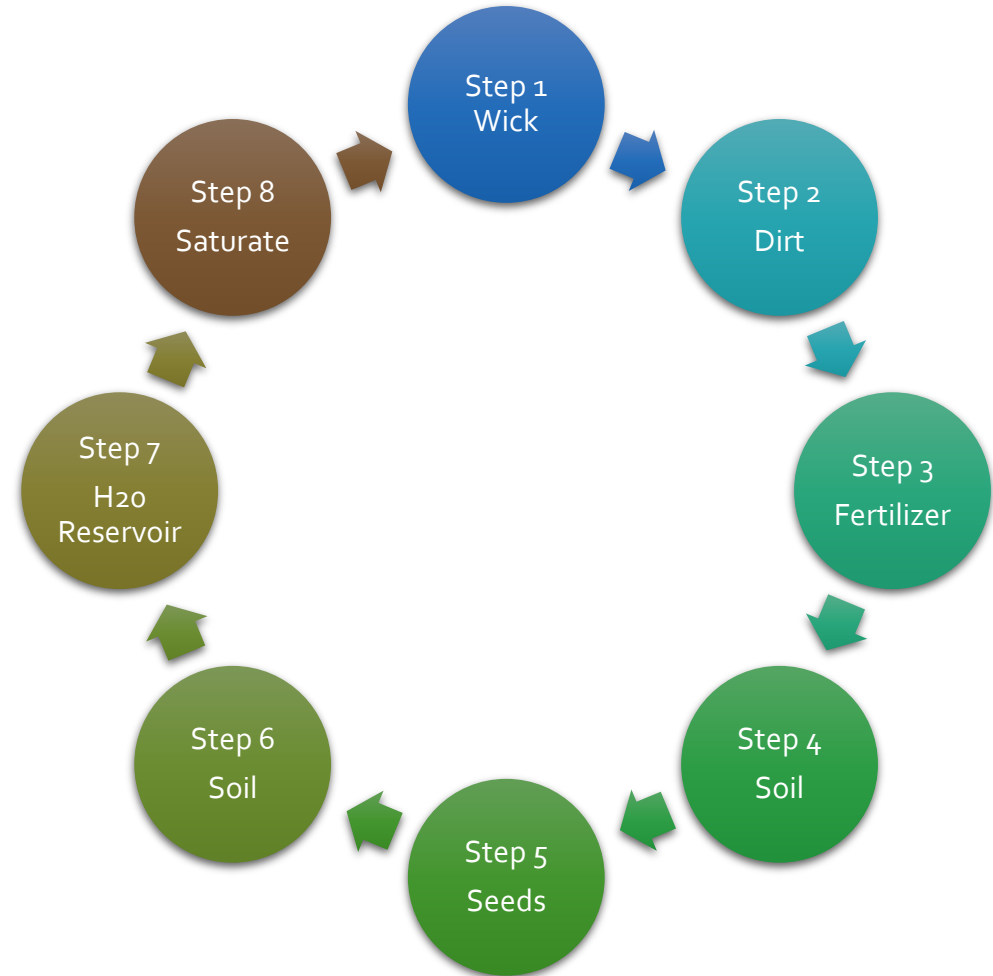 Step 1
Wick
Step 2
Dirt
Step 3
Fertilizer
Step 4
Soil
Step 5
Seeds
Step 6
Soil
Step 7
H20
Reservoir
Step 8
Saturate